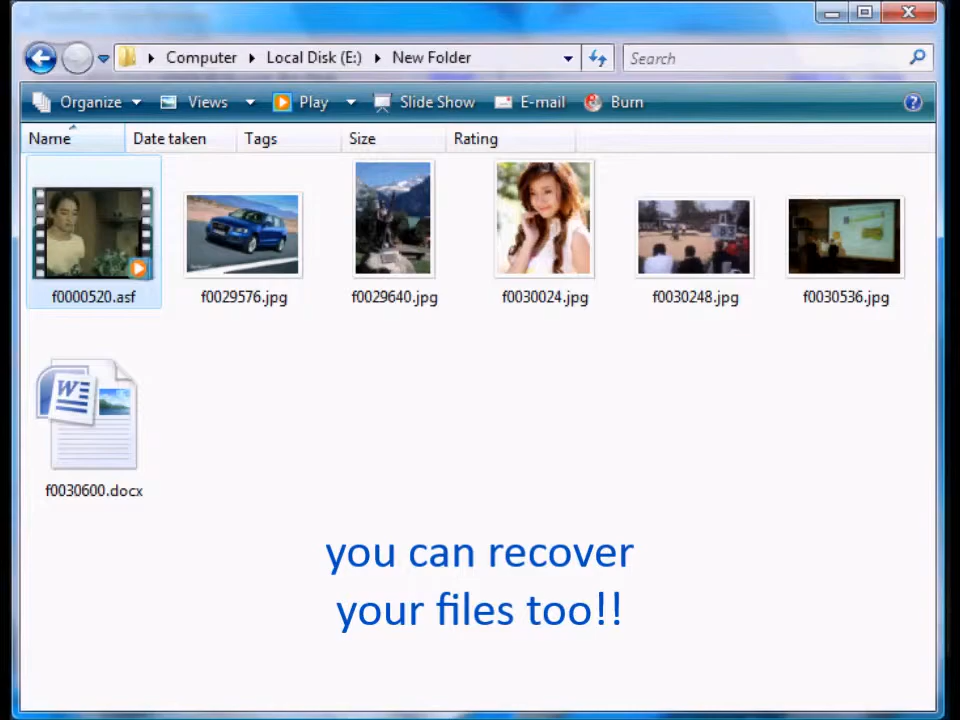 Computer Local Disk (E:) New Folder Search
Organize Views Play Slide Show E-mail Burn
Name Date taken Tags Size Rating
f0000520.asf f0029576.jpg f0029640.jpg f0030024.jpg f0030248.jpg f0030536.jpg
f0030600.docx
you can recover
your files too!!